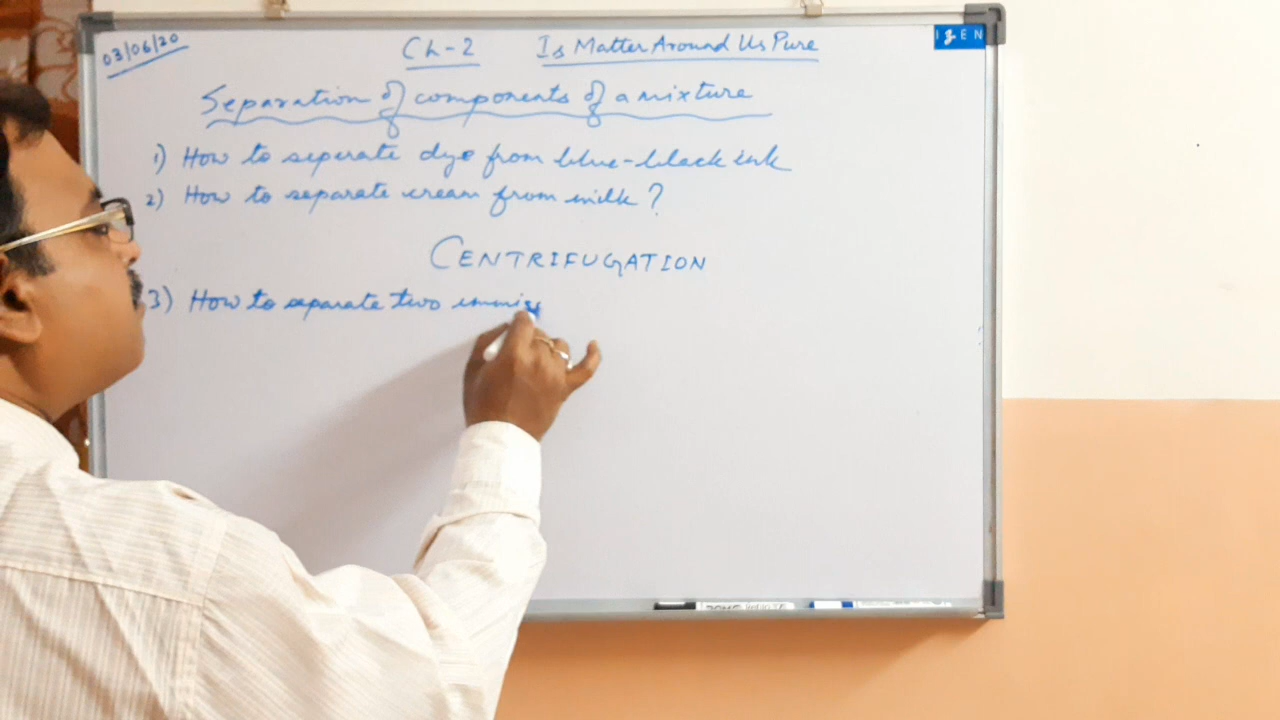 03/06/20
Ch-2 Is Matter Around Us Pure
Separation of components of a mixture
1) How to seperate dye from blue-black ink
2) How to separate cream from milk?
CENTRIFUGATION
3) How to separate two immis